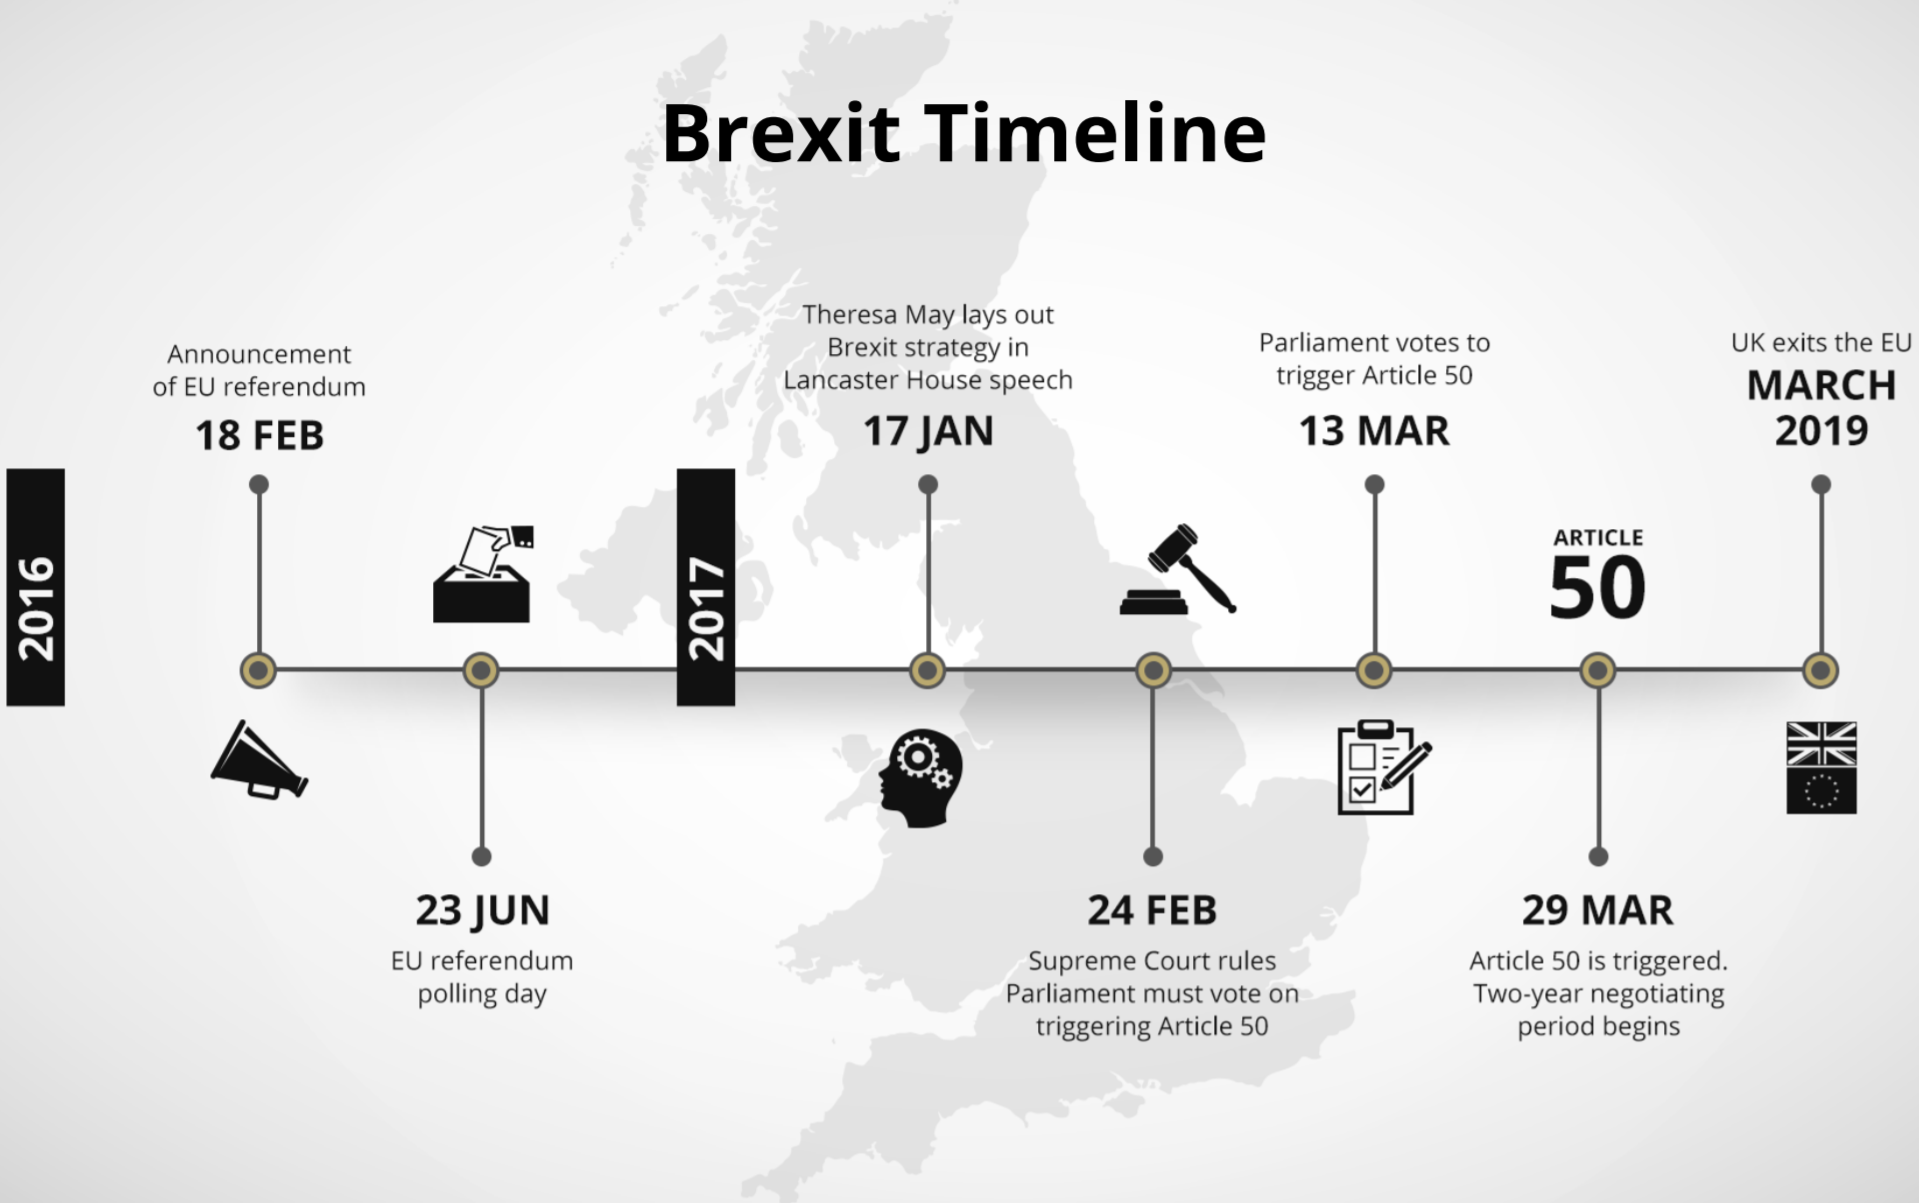 Brexit Timeline
2016
Announcement
of EU referendum
18 FEB
23 JUN
EU referendum
polling day
2017
Theresa May lays out
Brexit strategy in
Lancaster House speech
17 JAN
24 FEB
Supreme Court rules
Parliament must vote on
triggering Article 50
Parliament votes to
trigger Article 50
13 MAR
ARTICLE
50
29 MAR
Article 50 is triggered.
Two-year negotiating
period begins
UK exits the EU
MARCH
2019